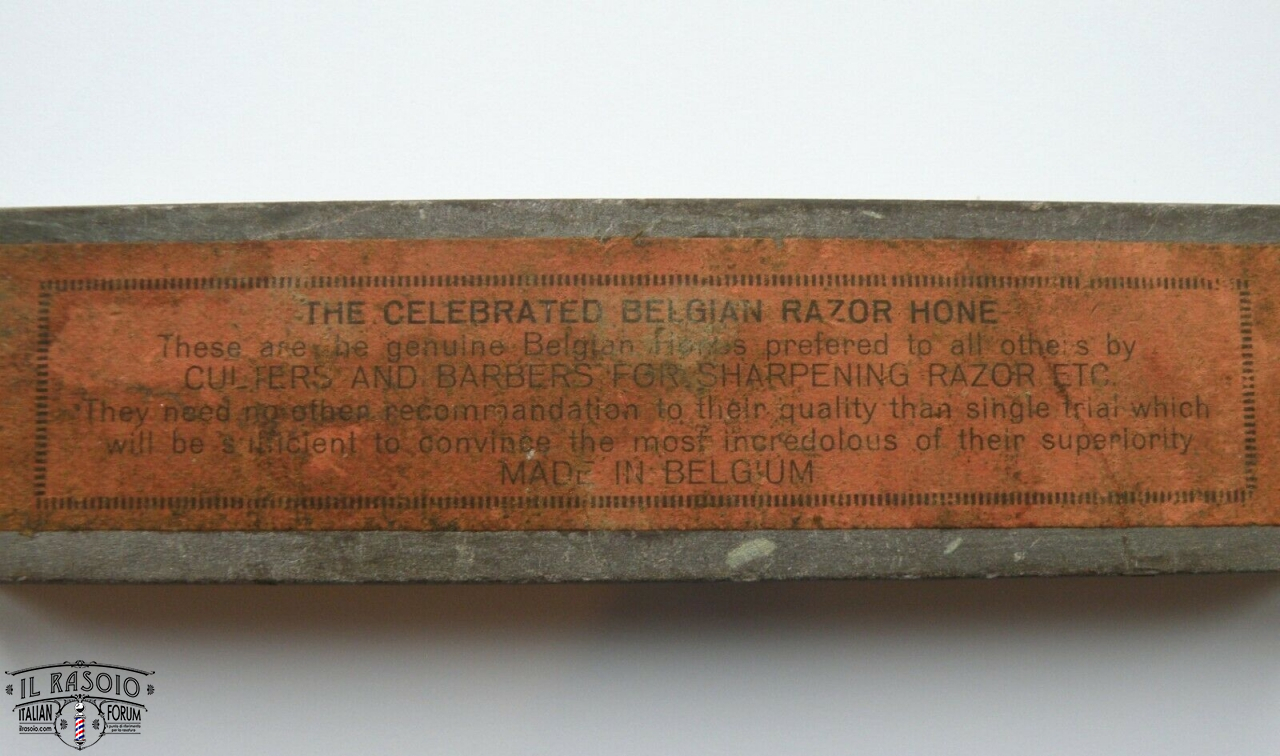 THE CELEBRATED BELGIAN RAZOR HONE
These are the genuine Belgian Hones prefered to all others by
CULTERS AND BARBERS FOR SHARPENING RAZOR ETC.
They need no other recommandation to their quality than single trial which
will be sufficient to convince the most incredolous of their superiority
MADE IN BELGIUM
IL RASOIO
ITALIAN FORUM
ilrasoio.com